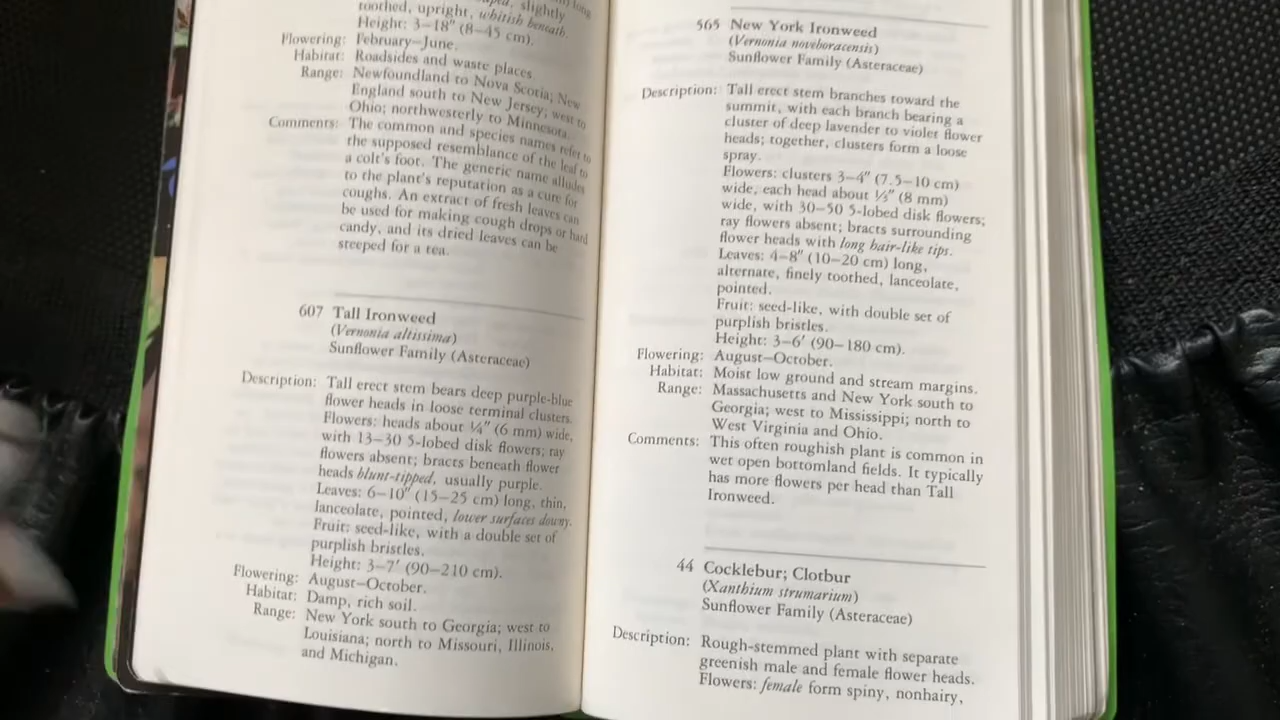 slightly
toothed, upright, whitish beneath.
Height: 3–18" (8–45 cm).
Flowering: February–June.
Habitat: Roadsides and waste places.
Range: Newfoundland to Nova Scotia; New
England south to New Jersey; west to
Ohio; northwesterly to Minnesota.
Comments: The common and species names refer to
the supposed resemblance of the leaf to
a colt's foot. The generic name alludes
to the plant's reputation as a cure for
coughs. An extract of fresh leaves can
be used for making cough drops or hard
candy, and its dried leaves can be
steeped for a tea.
607 Tall Ironweed
(Vernonia altissima)
Sunflower Family (Asteraceae)
Description: Tall erect stem bears deep purple-blue
flower heads in loose terminal clusters.
Flowers: heads about ¼" (6 mm) wide,
with 13–30 5-lobed disk flowers; ray
flowers absent; bracts beneath flower
heads blunt-tipped, usually purple.
Leaves: 6–10" (15–25 cm) long, thin,
lanceolate, pointed, lower surfaces downy.
Fruit: seed-like, with a double set of
purplish bristles.
Height: 3–7' (90–210 cm).
Flowering: August–October.
Habitat: Damp, rich soil.
Range: New York south to Georgia; west to
Louisiana; north to Missouri, Illinois,
and Michigan.
565 New York Ironweed
(Vernonia noveboracensis)
Sunflower Family (Asteraceae)
Description: Tall erect stem branches toward the
summit, with each branch bearing a
cluster of deep lavender to violet flower
heads; together, clusters form a loose
spray.
Flowers: clusters 3–4" (7.5–10 cm)
wide, each head about ⅓" (8 mm)
wide, with 30–50 5-lobed disk flowers;
ray flowers absent; bracts surrounding
flower heads with long hair-like tips.
Leaves: 4–8" (10–20 cm) long,
alternate, finely toothed, lanceolate,
pointed.
Fruit: seed-like, with double set of
purplish bristles.
Height: 3–6' (90–180 cm).
Flowering: August–October.
Habitat: Moist low ground and stream margins.
Range: Massachusetts and New York south to
Georgia; west to Mississippi; north to
West Virginia and Ohio.
Comments: This often roughish plant is common in
wet open bottomland fields. It typically
has more flowers per head than Tall
Ironweed.
44 Cocklebur; Clotbur
(Xanthium strumarium)
Sunflower Family (Asteraceae)
Description: Rough-stemmed plant with separate
greenish male and female flower heads.
Flowers: female form spiny, nonhairy,